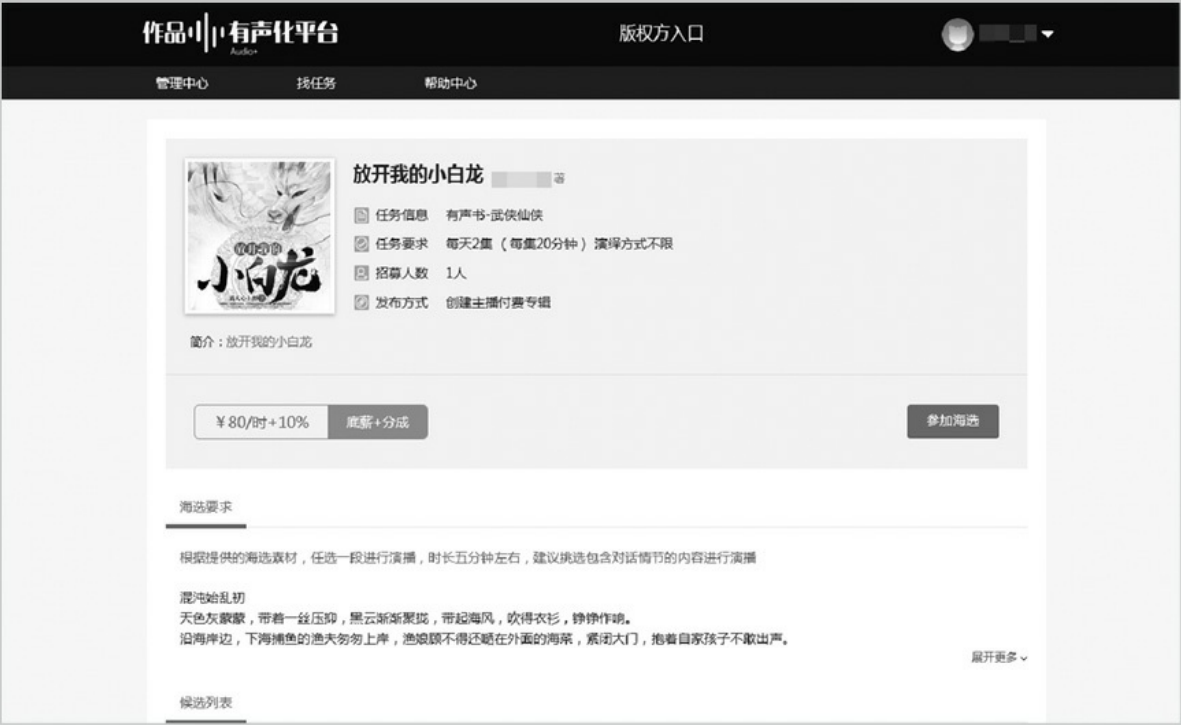 作品 有声化平台
Audio+
版权方入口
管理中心 找任务 帮助中心
放开我的小白龙 著
任务信息 有声书-武侠仙侠
任务要求 每天2集（每集20分钟）演绎方式不限
招募人数 1人
发布方式 创建主播付费专辑
放开我的
小白龙
简介：放开我的小白龙
￥80/时+10% 底薪+分成
参加海选
海选要求
根据提供的海选素材，任选一段进行演播，时长五分钟左右，建议挑选包含对话情节的内容进行演播
混沌始乱初
天色灰蒙蒙，带着一丝压抑，黑云渐渐聚拢，带起海风，吹得衣衫，铮铮作响。
沿海岸边，下海捕鱼的渔夫匆匆上岸，渔娘顾不得还晒在外面的海菜，紧闭大门，抱着自家孩子不敢出声。
展开更多
候选列表